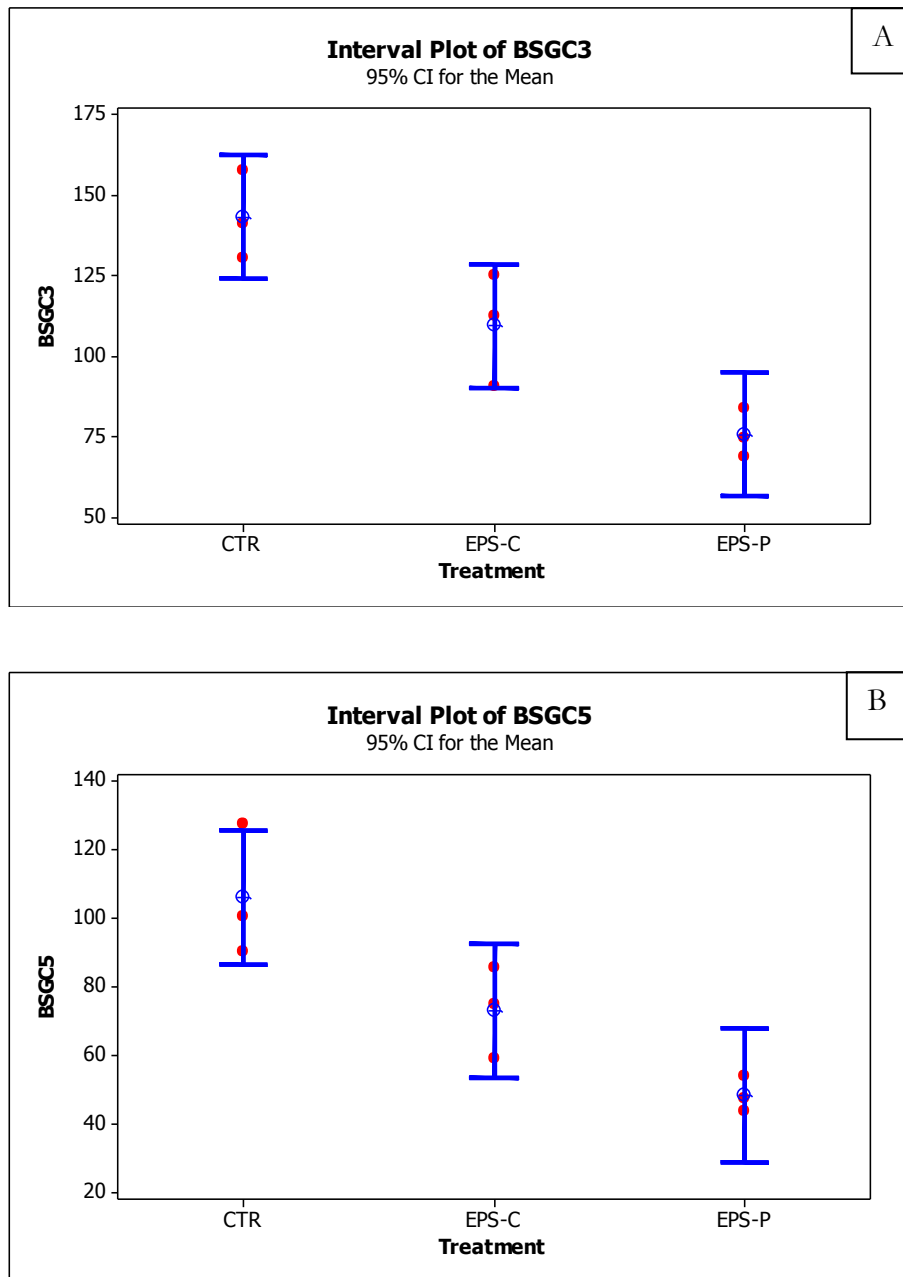 A
Interval Plot of BSGC3
95% CI for the Mean
175
150
125
100
75
50
BSGC3
CTR EPS-C EPS-P
Treatment
B
Interval Plot of BSGC5
95% CI for the Mean
140
120
100
80
60
40
20
BSGC5
CTR EPS-C EPS-P
Treatment